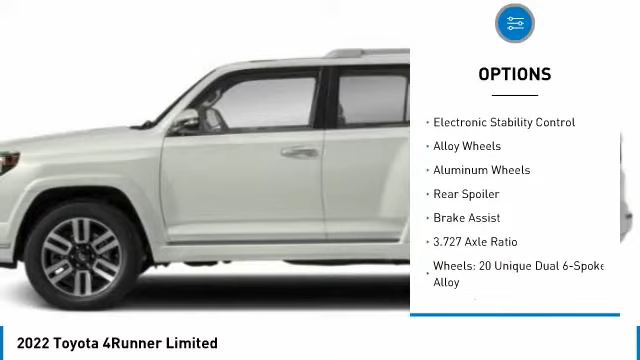 OPTIONS
• Electronic Stability Control
• Alloy Wheels
• Aluminum Wheels
• Rear Spoiler
• Brake Assist
• 3.727 Axle Ratio
• Wheels: 20 Unique Dual 6-Spoke
Alloy
2022 Toyota 4Runner Limited